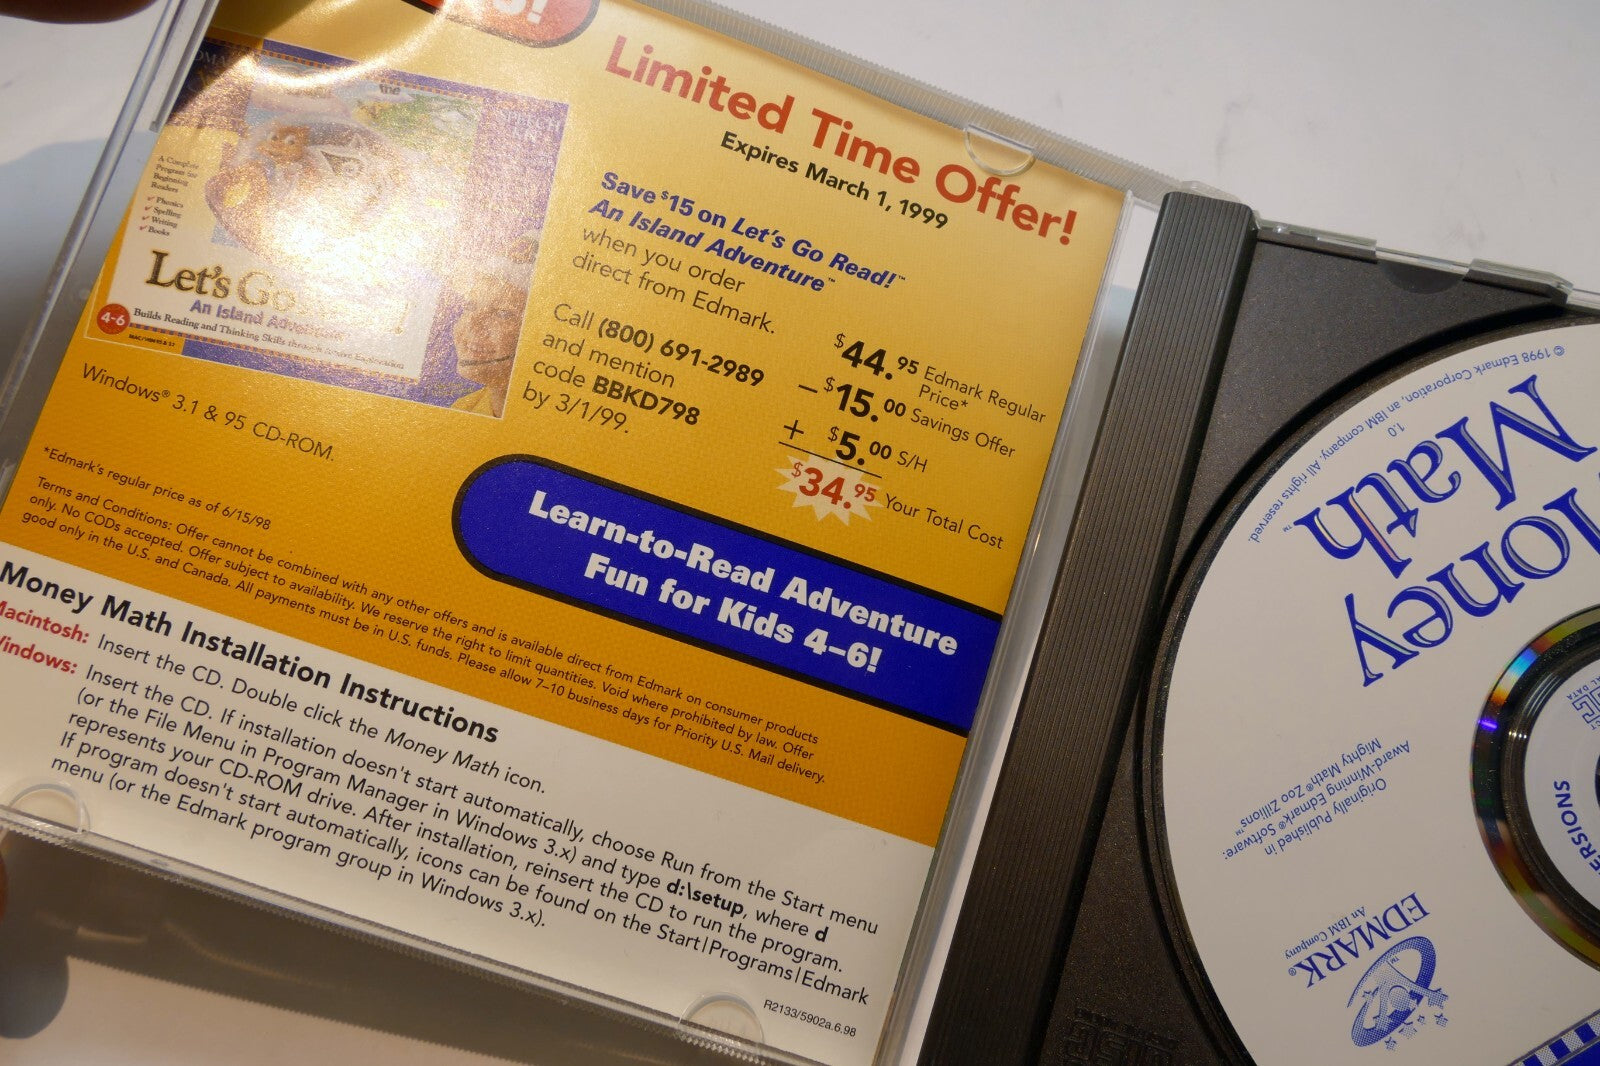 Limited Time Offer!
Expires March 1, 1999
Save $15 on Let's Go Read!™
An Island Adventure™
when you order
direct from Edmark.
Call (800) 691-2989
and mention
code BBKD798
by 3/1/99.
$44.95 Edmark Regular
Price*
– $15.00 Savings Offer
+ $5.00 S/H
$34.95 Your Total Cost
A Complete
Program for
Beginning
Readers
✓ Phonics
✓ Spelling
✓ Writing
✓ Books
the
Let's Go
An Island Adventure
4-6
Builds Reading and Thinking Skills through
Windows® 3.1 & 95 CD-ROM.
*Edmark's regular price as of 6/15/98
Learn-to-Read Adventure
Fun for Kids 4–6!
Terms and Conditions: Offer cannot be combined with any other offers and is available direct from Edmark on consumer products
only. No CODs accepted. Offer subject to availability. We reserve the right to limit quantities. Void where prohibited by law. Offer
good only in the U.S. and Canada. All payments must be in U.S. funds. Please allow 7–10 business days for Priority U.S. Mail delivery.
Money Math Installation Instructions
Macintosh: Insert the CD. Double click the Money Math icon.
Windows: Insert the CD. If installation doesn't start automatically, choose Run from the Start menu
(or the File Menu in Program Manager in Windows 3.x) and type d:\setup, where d
represents your CD-ROM drive. After installation, reinsert the CD to run the program.
If program doesn't start automatically, icons can be found on the Start|Programs|Edmark
menu (or the Edmark program group in Windows 3.x).
R2133/5902a.6.98
Money
Math™
1.0
© 1998 Edmark Corporation, an IBM company. All rights reserved.
Originally Published in
Award-Winning Edmark® Software:
Mighty Math® Zoo Zillions™
EDMARK®
An IBM Company